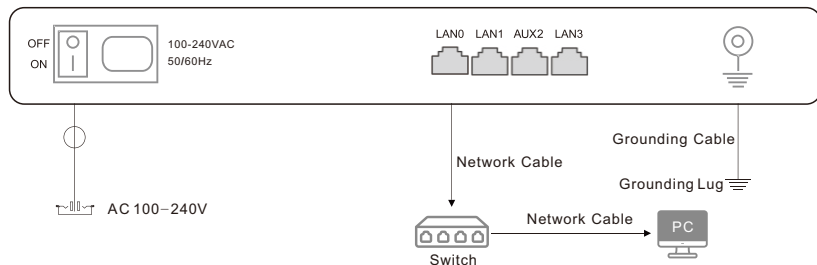 OFF
ON
100-240VAC
50/60Hz
LAN0 LAN1 AUX2 LAN3
Grounding Cable
Network Cable
Grounding Lug
AC 100–240V
Network Cable
PC
Switch